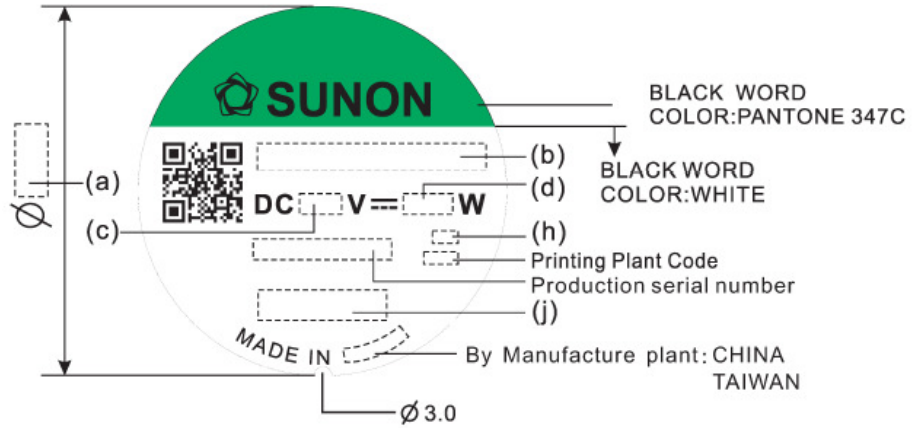 SUNON
BLACK WORD
COLOR:PANTONE 347C
(b)
BLACK WORD
COLOR:WHITE
(a)
(d)
DC V⎓ W
(c)
(h)
Printing Plant Code
Production serial number
(j)
MADE IN
By Manufacture plant: CHINA
TAIWAN
Ø
Ø 3.0